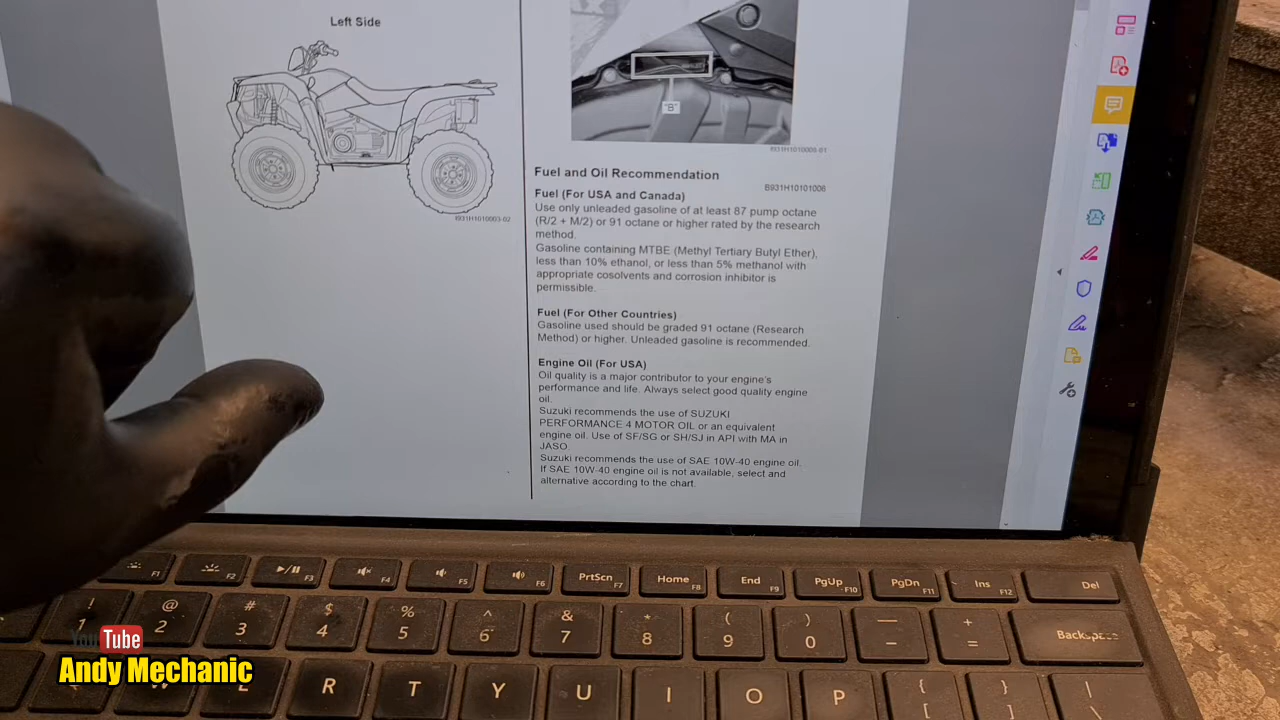 Left Side
I931H1010003-02
"B"
I931H1010008-01
Fuel and Oil Recommendation
B931H10101006
Fuel (For USA and Canada)
Use only unleaded gasoline of at least 87 pump octane
(R/2 + M/2) or 91 octane or higher rated by the research
method.
Gasoline containing MTBE (Methyl Tertiary Butyl Ether),
less than 10% ethanol, or less than 5% methanol with
appropriate cosolvents and corrosion inhibitor is
permissible.
Fuel (For Other Countries)
Gasoline used should be graded 91 octane (Research
Method) or higher. Unleaded gasoline is recommended.
Engine Oil (For USA)
Oil quality is a major contributor to your engine's
performance and life. Always select good quality engine
oil.
Suzuki recommends the use of SUZUKI
PERFORMANCE 4 MOTOR OIL or an equivalent
engine oil. Use of SF/SG or SH/SJ in API with MA in
JASO.
Suzuki recommends the use of SAE 10W-40 engine oil.
If SAE 10W-40 engine oil is not available, select and
alternative according to the chart.
F1 F2 F3 F4 F5 F6 PrtScn F7 Home F8 End F9 PgUp F10 PgDn F11 Ins F12 Del
! 1 @ 2 # 3 $ 4 % 5 ^ 6 & 7 * 8 ( 9 ) 0 — - + = Backspace
R T Y U I O P { [ } ] | \
YouTube
Andy Mechanic